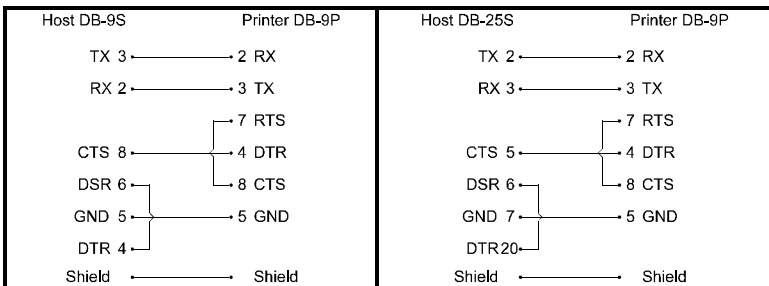 Host DB-9S Printer DB-9P
TX 3 2 RX
RX 2 3 TX
7 RTS
CTS 8 4 DTR
DSR 6 8 CTS
GND 5 5 GND
DTR 4
Shield Shield
Host DB-25S Printer DB-9P
TX 2 2 RX
RX 3 3 TX
7 RTS
CTS 5 4 DTR
DSR 6 8 CTS
GND 7 5 GND
DTR20
Shield Shield